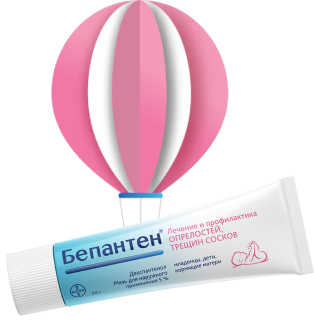 Бепантен®
Лечение и профилактика
ОПРЕЛОСТЕЙ,
ТРЕЩИН СОСКОВ
Декспантенол
Мазь для наружного
применения 5 %
младенцы, дети,
кормящие матери